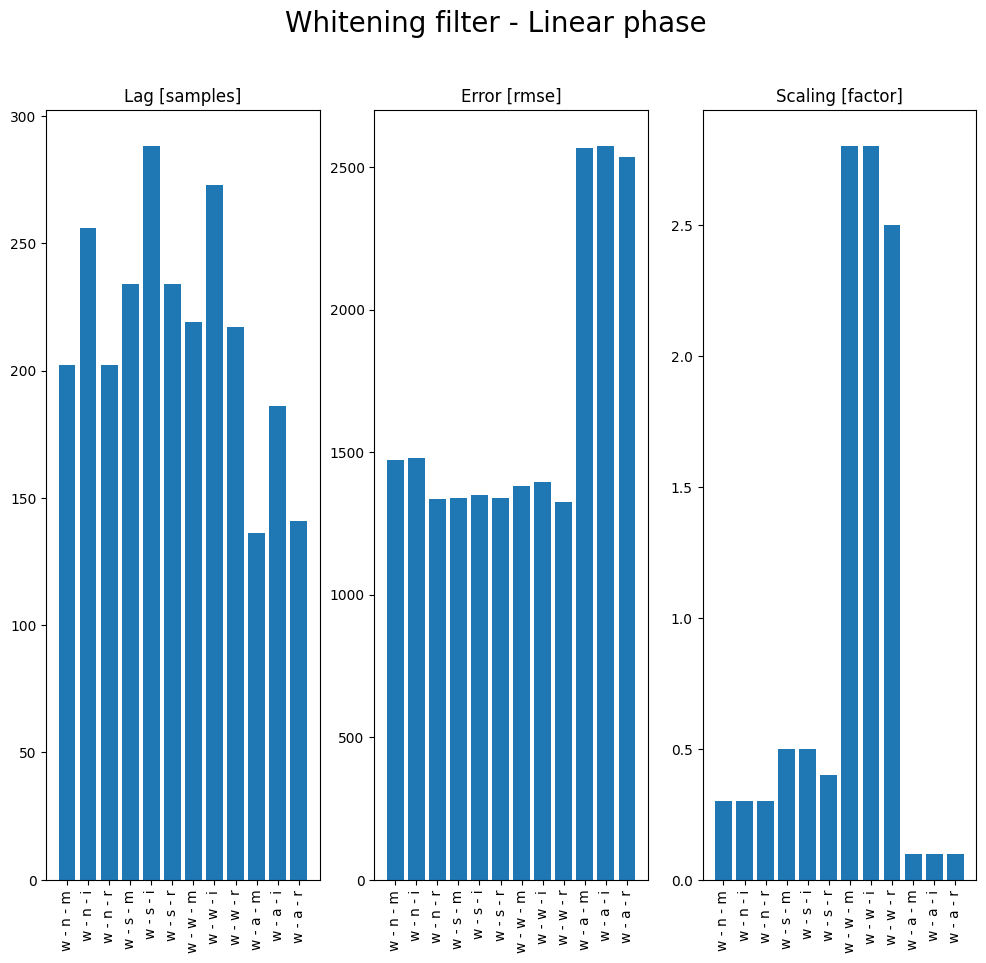 Whitening filter - Linear phase
Lag [samples]
300
250
200
150
100
50
0
w - n - m
w - n - i
w - n - r
w - s - m
w - s - i
w - s - r
w - w - m
w - w - i
w - w - r
w - a - m
w - a - i
w - a - r
Error [rmse]
2500
2000
1500
1000
500
0
w - n - m
w - n - i
w - n - r
w - s - m
w - s - i
w - s - r
w - w - m
w - w - i
w - w - r
w - a - m
w - a - i
w - a - r
Scaling [factor]
2.5
2.0
1.5
1.0
0.5
0.0
w - n - m
w - n - i
w - n - r
w - s - m
w - s - i
w - s - r
w - w - m
w - w - i
w - w - r
w - a - m
w - a - i
w - a - r